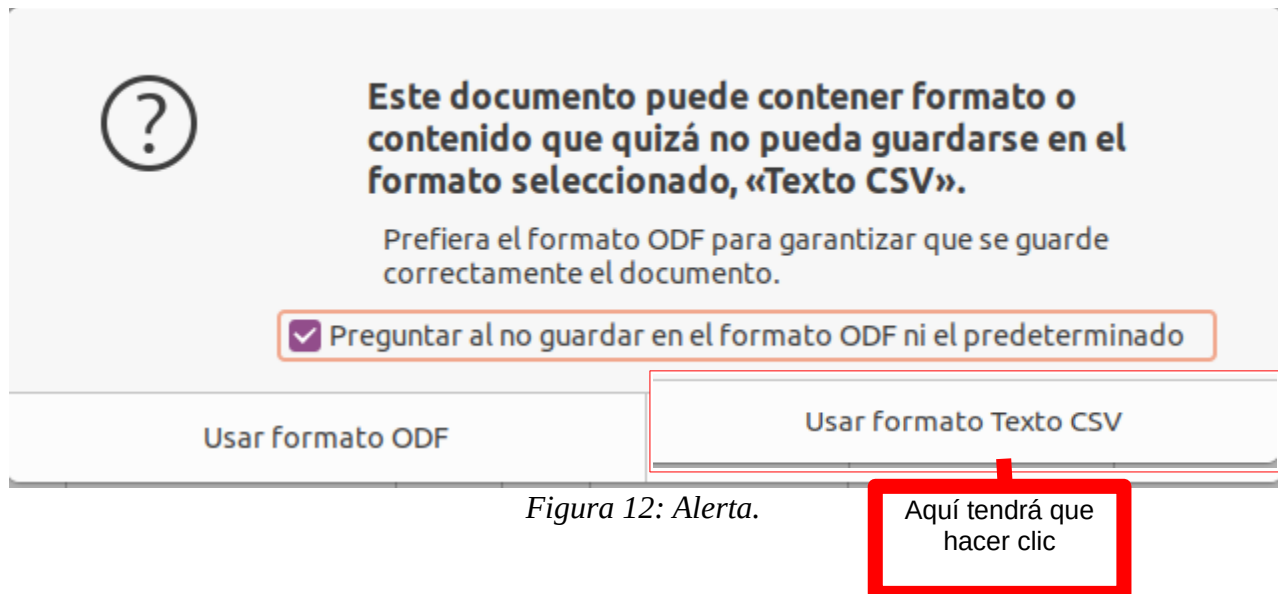 ?
Este documento puede contener formato o
contenido que quizá no pueda guardarse en el
formato seleccionado, «Texto CSV».
Prefiera el formato ODF para garantizar que se guarde
correctamente el documento.
Preguntar al no guardar en el formato ODF ni el predeterminado
Usar formato ODF
Usar formato Texto CSV
Figura 12: Alerta.
Aquí tendrá que
hacer clic